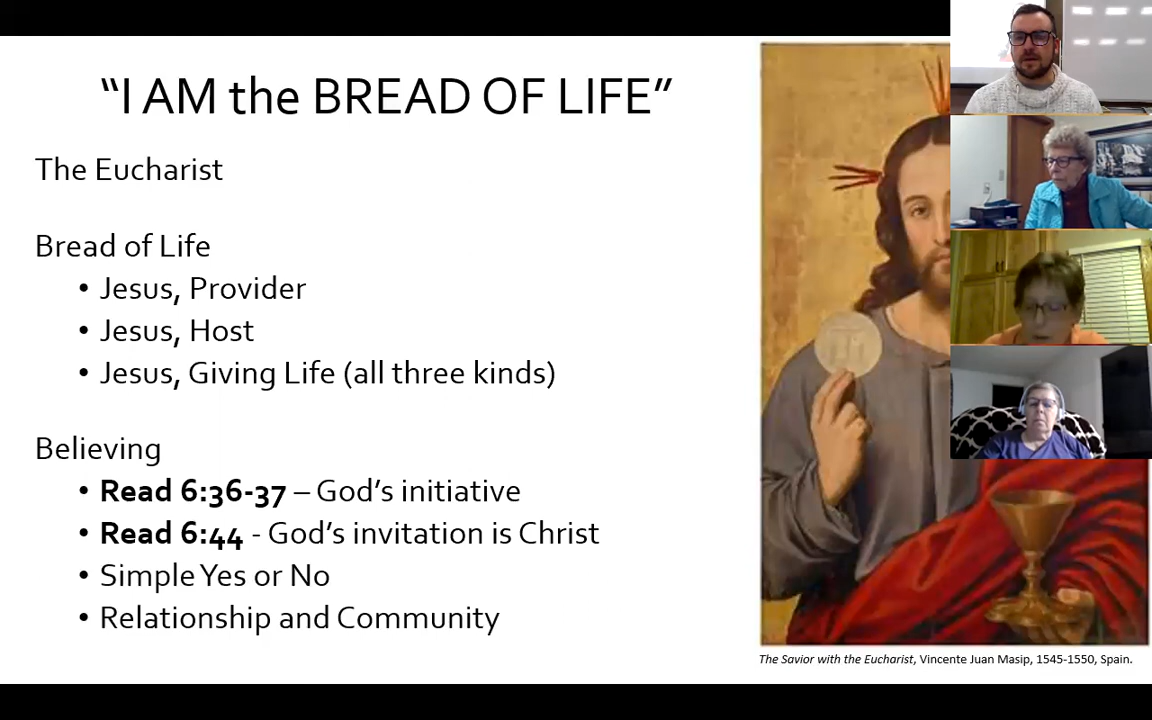 “I AM the BREAD OF LIFE”
The Eucharist
Bread of Life
• Jesus, Provider
• Jesus, Host
• Jesus, Giving Life (all three kinds)
Believing
• Read 6:36-37 – God’s initiative
• Read 6:44 - God’s invitation is Christ
• Simple Yes or No
• Relationship and Community
The Savior with the Eucharist, Vincente Juan Masip, 1545-1550, Spain.